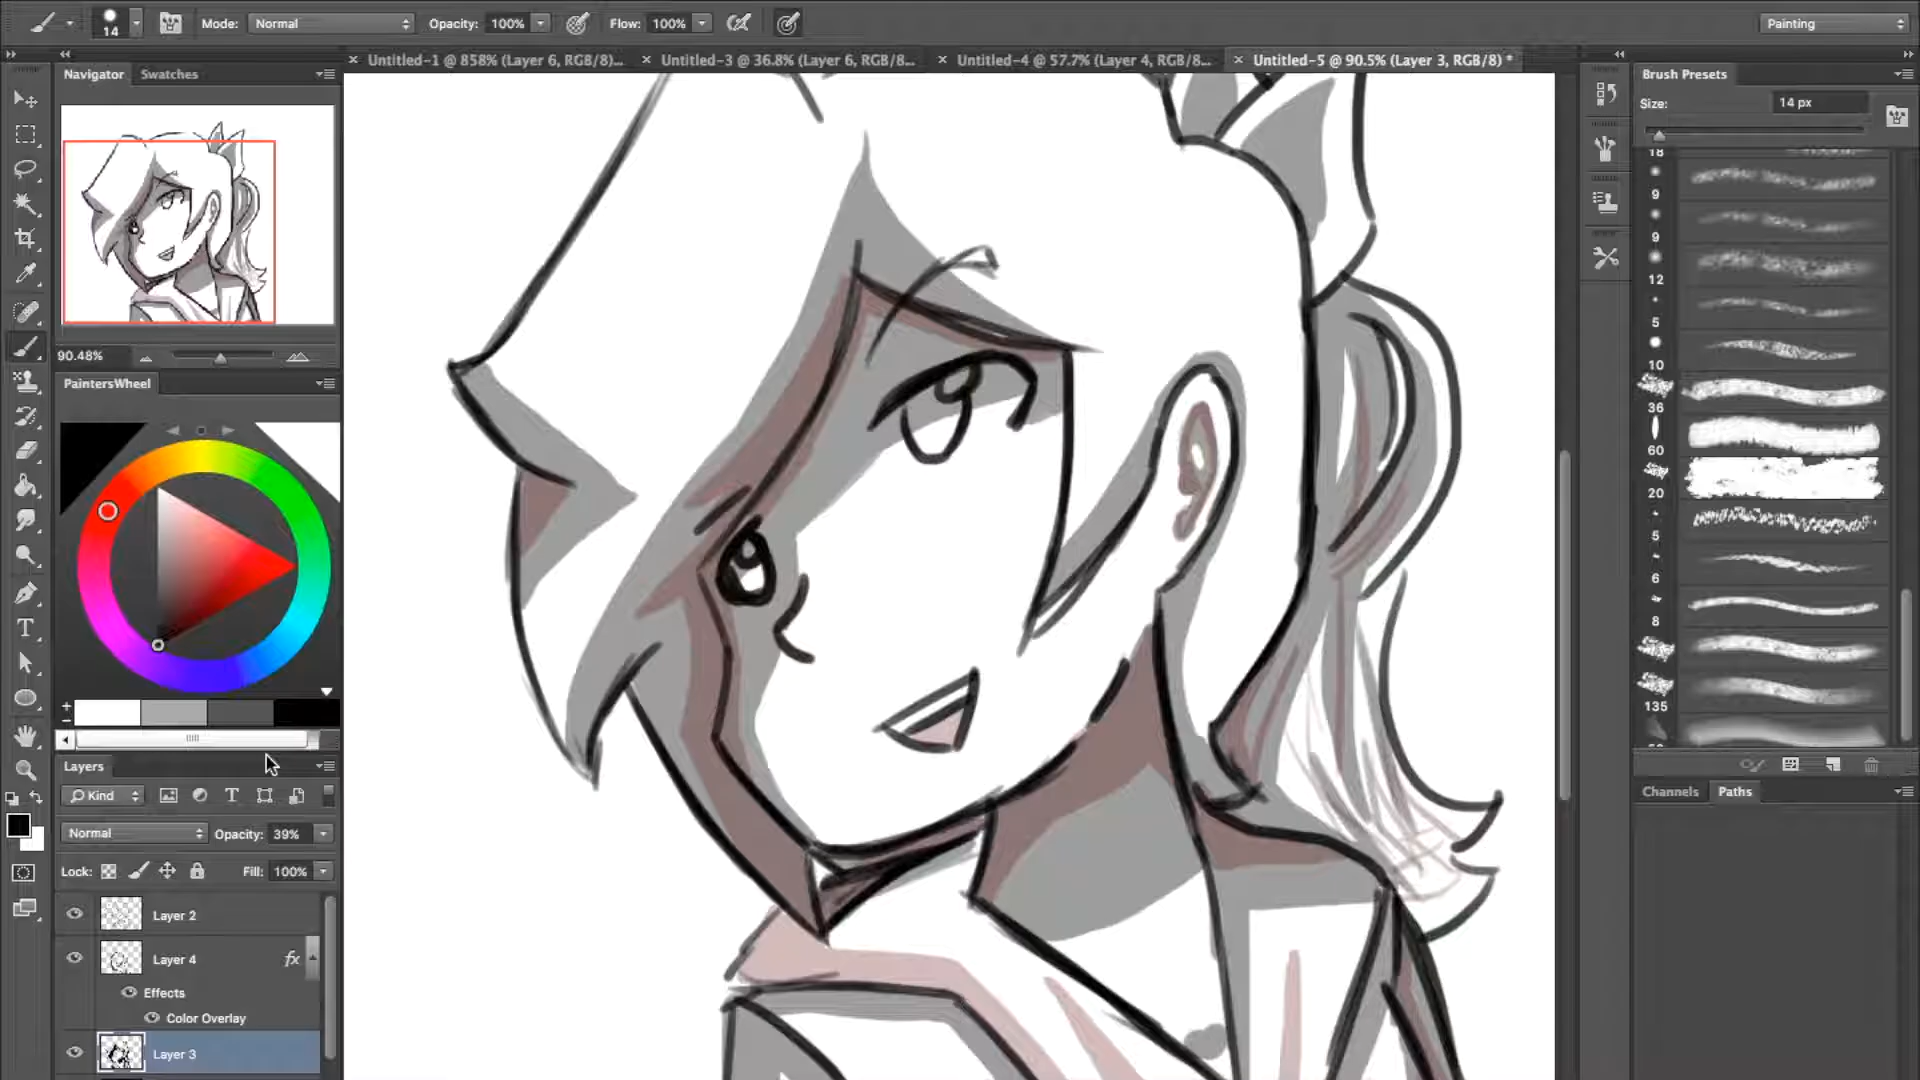 14
Mode: Normal
Opacity: 100%
Flow: 100%
Painting
Navigator
Swatches
Untitled-1 @ 858% (Layer 6, RGB/8)...
Untitled-3 @ 36.8% (Layer 6, RGB/8...
Untitled-4 @ 57.7% (Layer 4, RGB/8...
Untitled-5 @ 90.5% (Layer 3, RGB/8) *
Brush Presets
Size:
14 px
18
9
9
12
5
10
36
60
20
5
6
8
135
90.48%
PaintersWheel
Layers
Kind
Normal
Opacity: 39%
Lock:
Fill: 100%
Layer 2
Layer 4
fx
Effects
Color Overlay
Layer 3
Channels
Paths